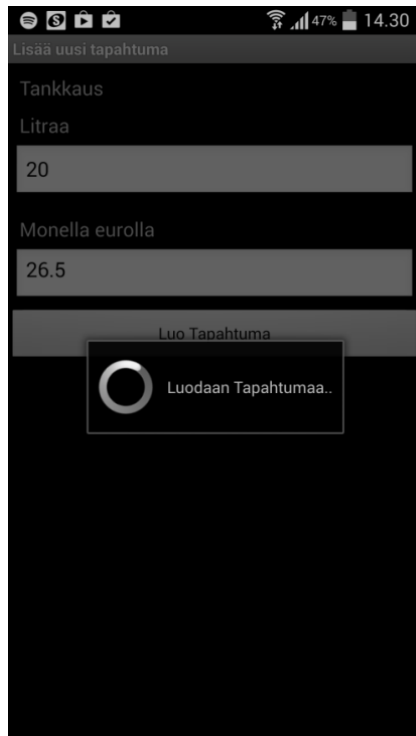 47% 14.30
Lisää uusi tapahtuma
Tankkaus
Litraa
20
Monella eurolla
26.5
Luo Tapahtuma
Luodaan Tapahtumaa..